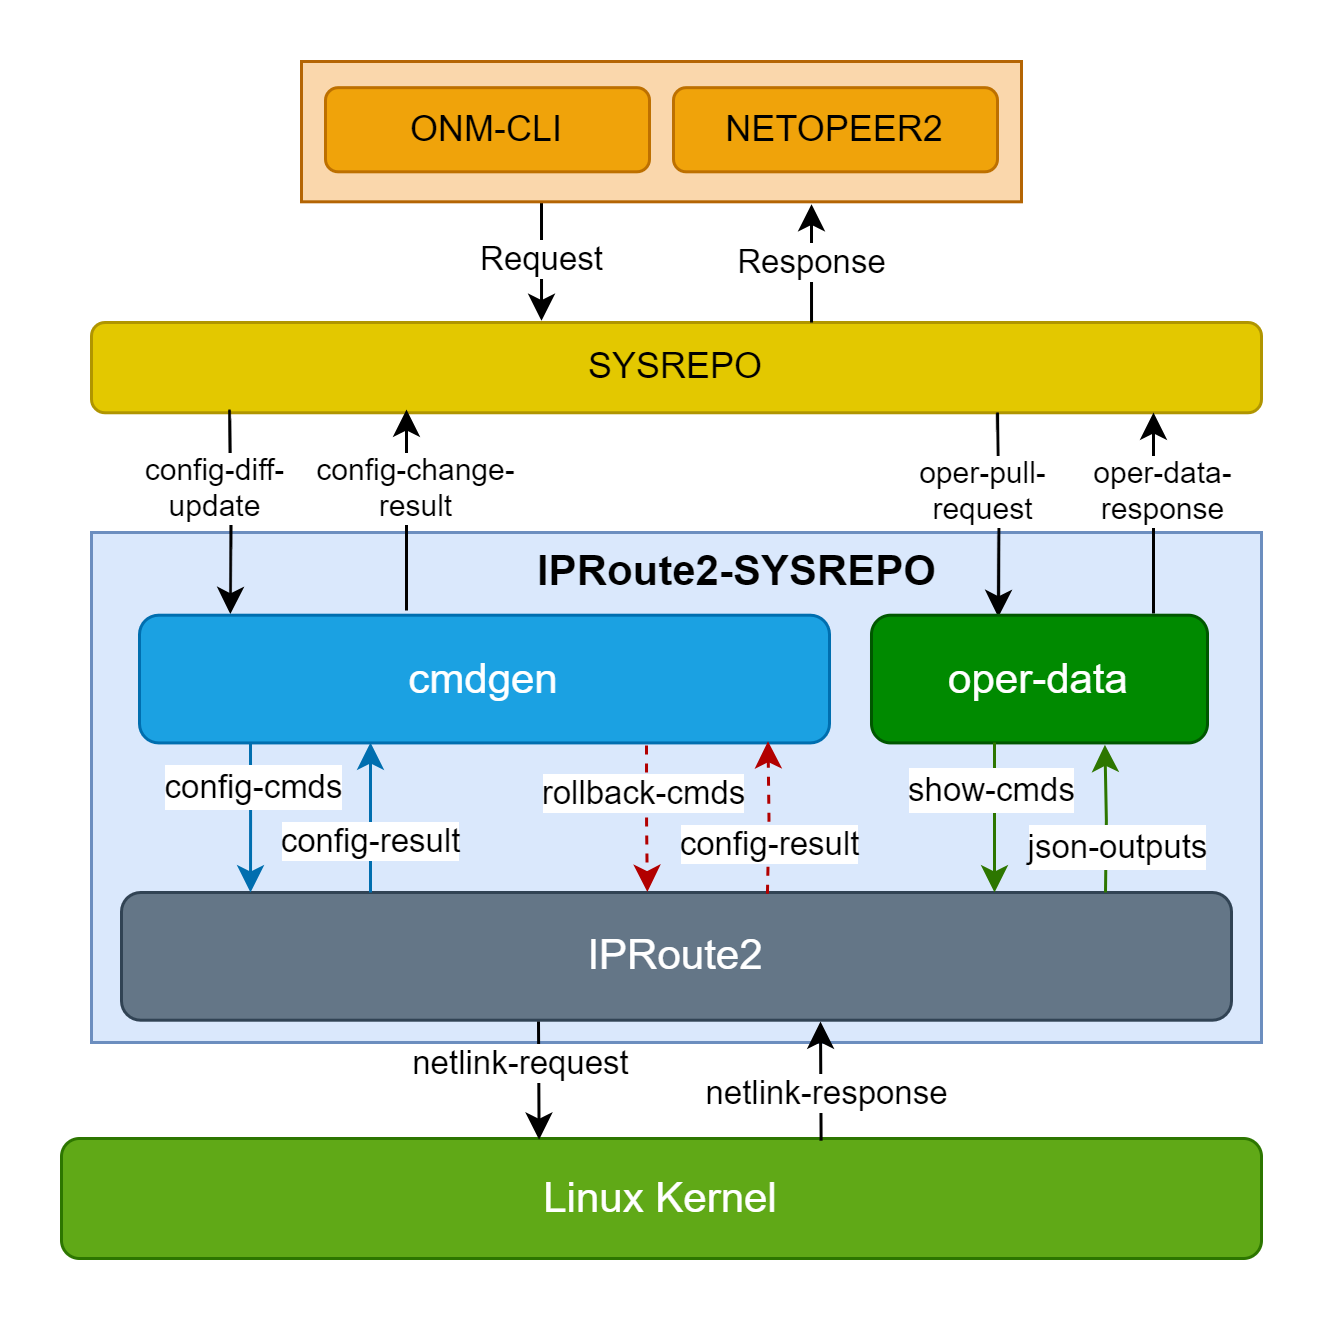 ONM-CLI
NETOPEER2
Request
Response
SYSREPO
config-diff-
update
config-change-
result
oper-pull-
request
oper-data-
response
IPRoute2-SYSREPO
cmdgen
oper-data
config-cmds
config-result
rollback-cmds
config-result
show-cmds
json-outputs
IPRoute2
netlink-request
netlink-response
Linux Kernel